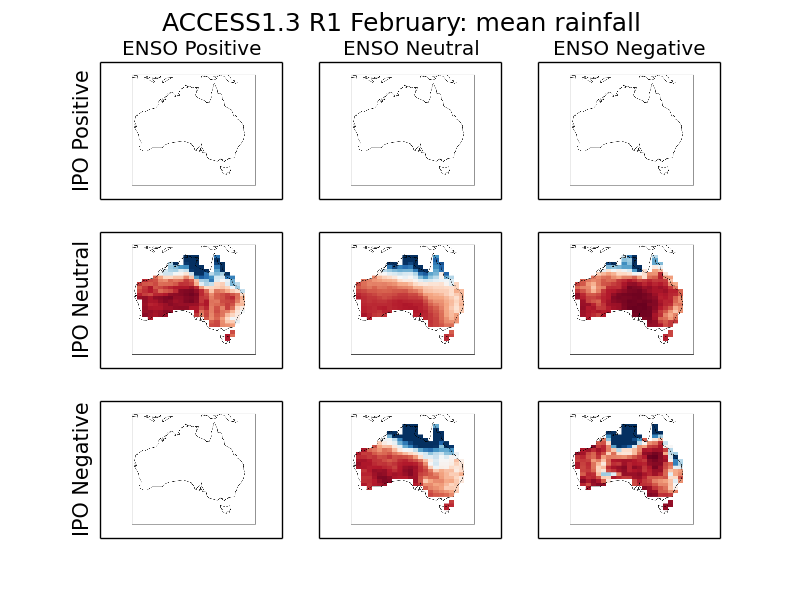 ACCESS1.3 R1 February: mean rainfall
ENSO Positive
ENSO Neutral
ENSO Negative
IPO Positive
IPO Neutral
IPO Negative